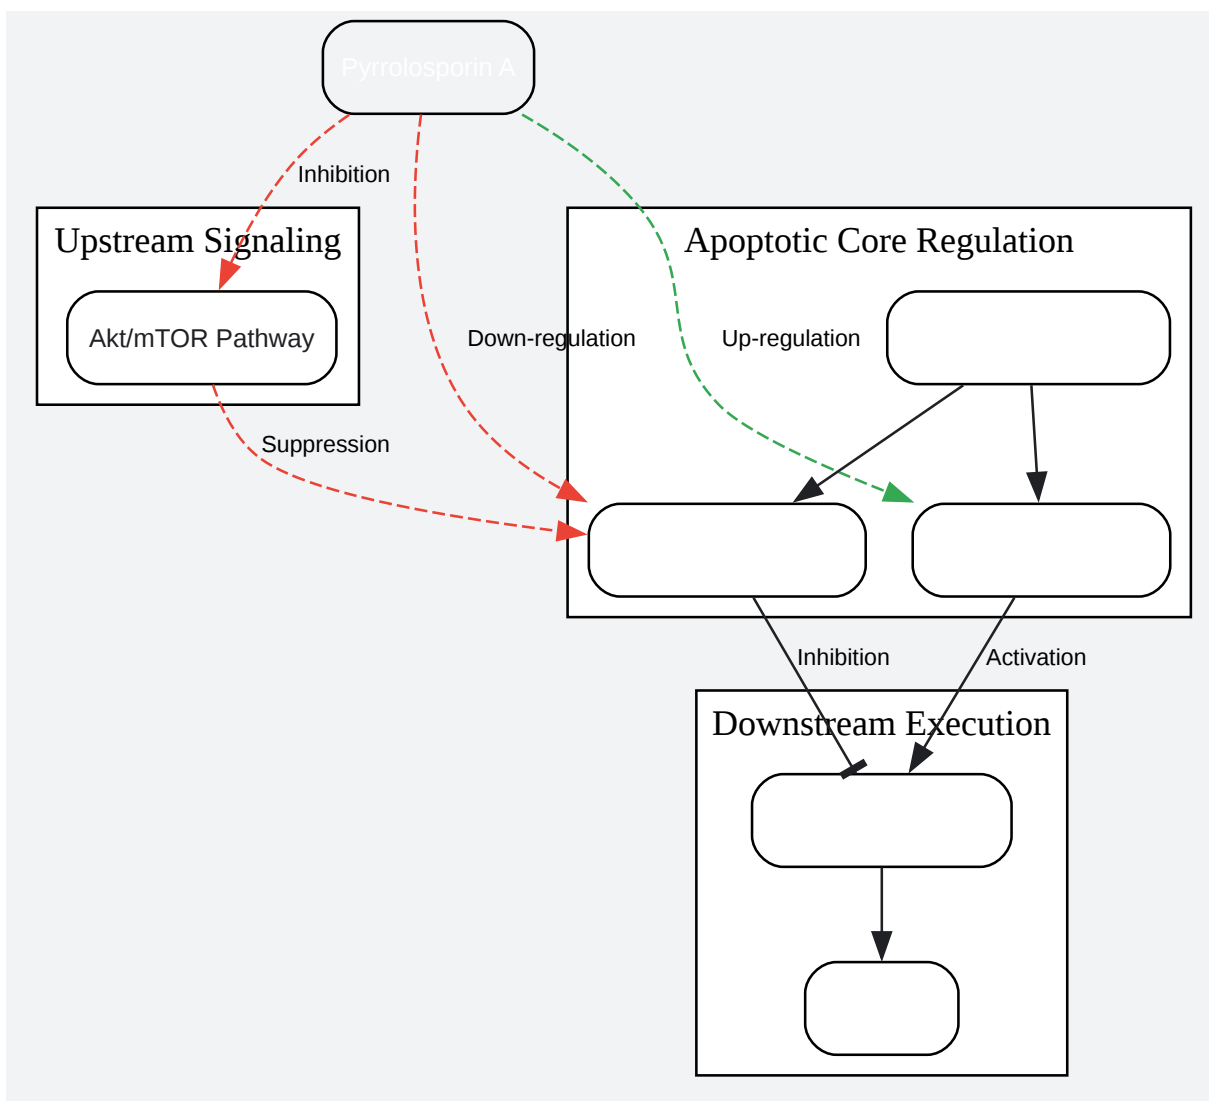 Pyrrolosporin A
Inhibition
Upstream Signaling
Apoptotic Core Regulation
Akt/mTOR Pathway
Down-regulation
Up-regulation
Suppression
Inhibition
Activation
Downstream Execution